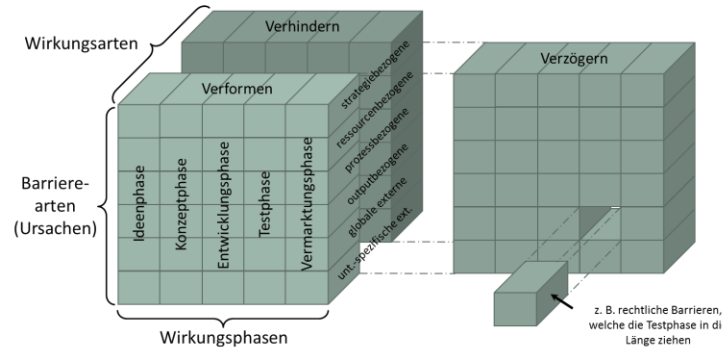 Wirkungsarten
Verhindern
Verformen
Verzögern
strategiebezogene
ressourcenbezogene
prozessbezogene
outputbezogene
globale externe
unt.-spezifische ext.
Barriere-
arten
(Ursachen)
Ideenphase
Konzeptphase
Entwicklungsphase
Testphase
Vermarktungsphase
Wirkungsphasen
z. B. rechtliche Barrieren,
welche die Testphase in di
Länge ziehen